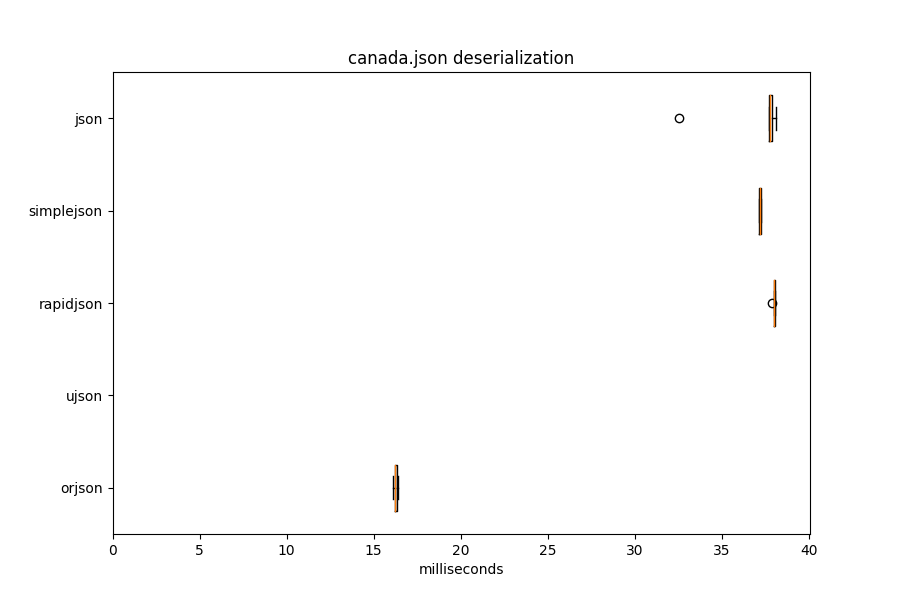 canada.json deserialization
json
simplejson
rapidjson
ujson
orjson
0 5 10 15 20 25 30 35 40
milliseconds